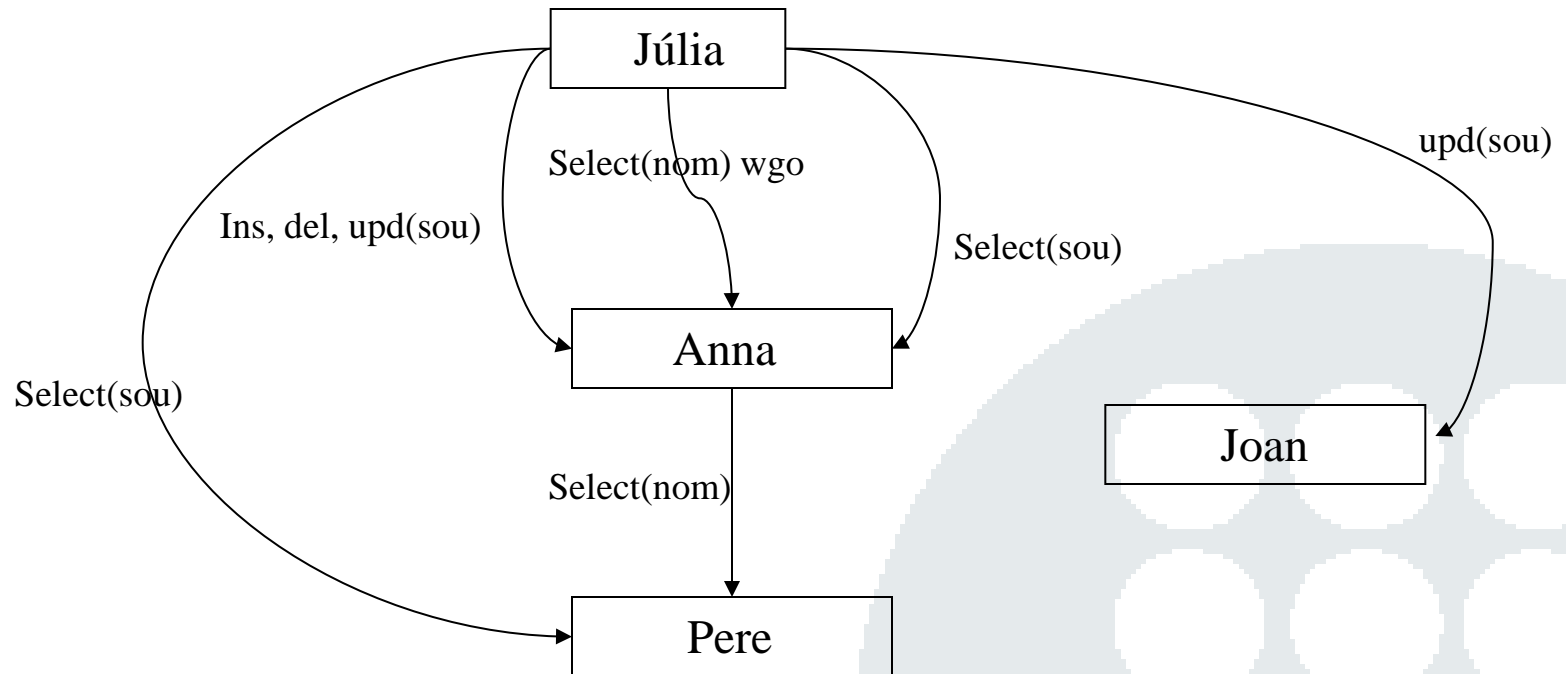 Júlia
upd(sou)
Select(nom) wgo
Ins, del, upd(sou)
Select(sou)
Anna
Select(sou)
Joan
Select(nom)
Pere